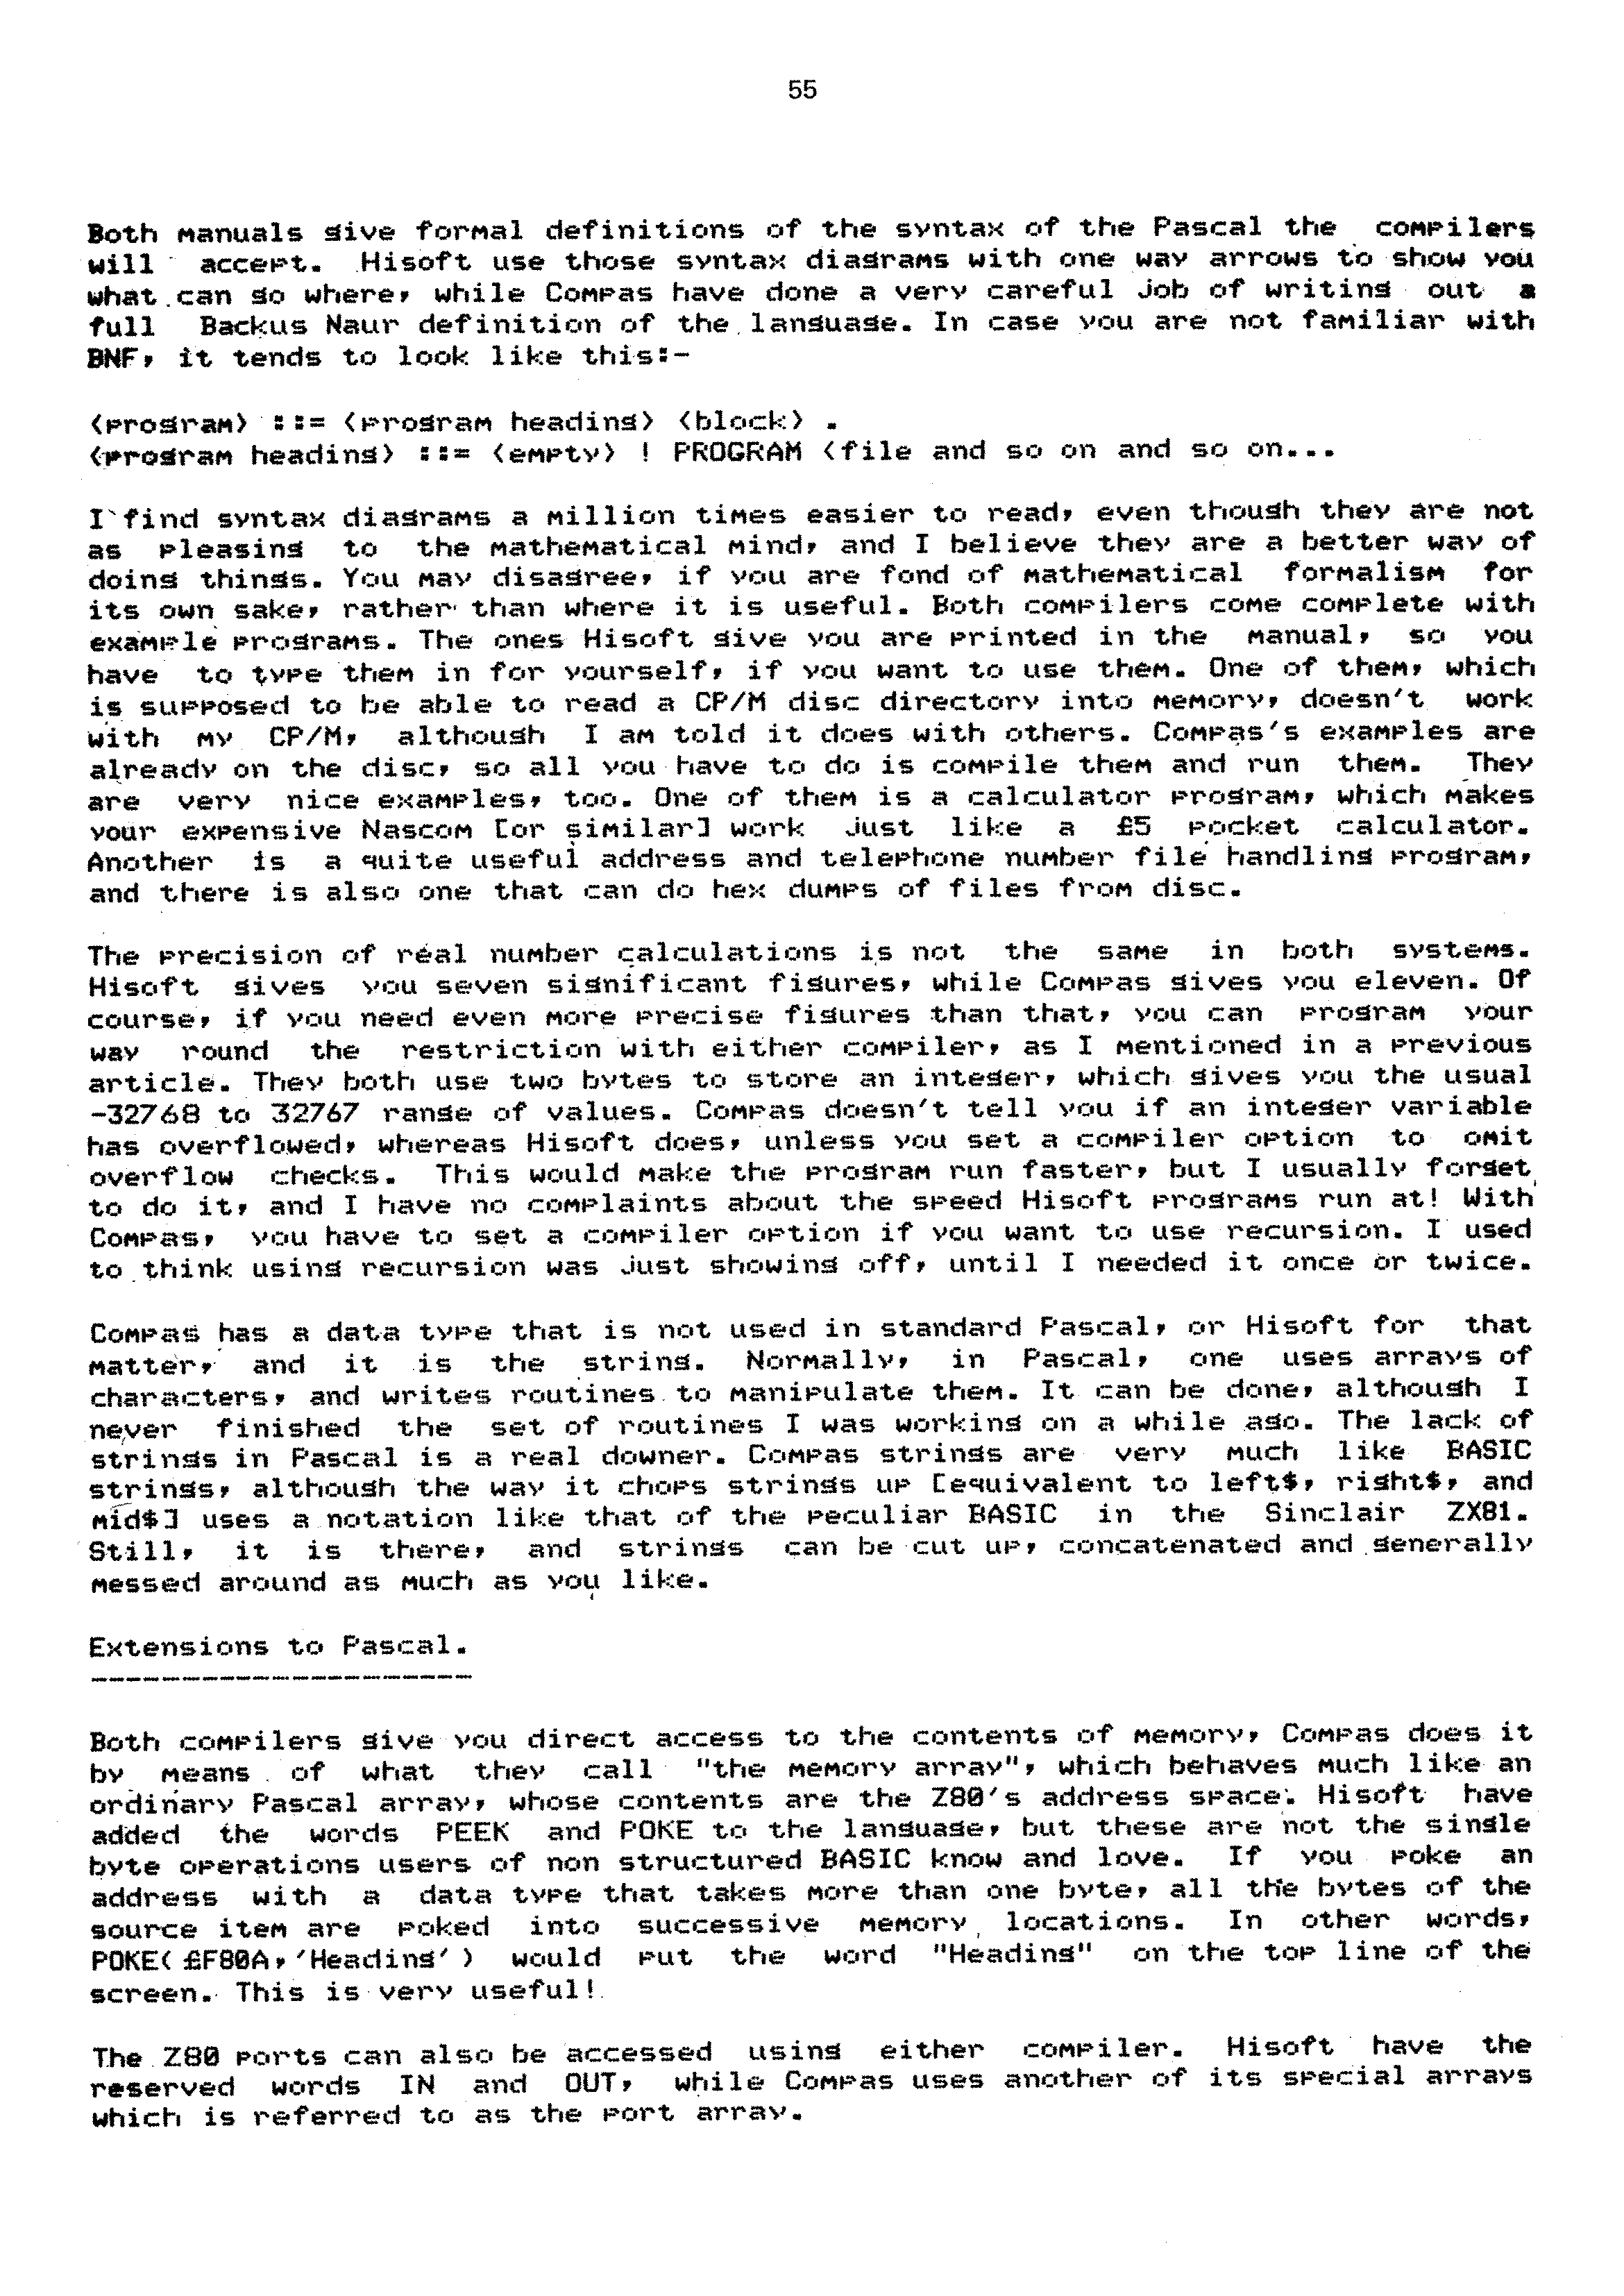 55
Both manuals give formal definitions of the syntax of the Pascal the compilers
will accept. Hisoft use those syntax diagrams with one way arrows to show you
what can go where, while Compas have done a very careful job of writing out a
full Backus Naur definition of the language. In case you are not familiar with
BNF, it tends to look like this:-
<program> ::= <program heading> <block> .
<program heading> ::= <empty> ! PROGRAM <file and so on and so on...
I find syntax diagrams a million times easier to read, even though they are not
as pleasing to the mathematical mind, and I believe they are a better way of
doing things. You may disagree, if you are fond of mathematical formalism for
its own sake, rather than where it is useful. Both compilers come complete with
example programs. The ones Hisoft give you are printed in the manual, so you
have to type them in for yourself, if you want to use them. One of them, which
is supposed to be able to read a CP/M disc directory into memory, doesn't work
with my CP/M, although I am told it does with others. Compas's examples are
already on the disc, so all you have to do is compile them and run them. They
are very nice examples, too. One of them is a calculator program, which makes
your expensive Nascom [or similar] work just like a £5 pocket calculator.
Another is a quite useful address and telephone number file handling program,
and there is also one that can do hex dumps of files from disc.
The precision of real number calculations is not the same in both systems.
Hisoft gives you seven significant figures, while Compas gives you eleven. Of
course, if you need even more precise figures than that, you can program your
way round the restriction with either compiler, as I mentioned in a previous
article. They both use two bytes to store an integer, which gives you the usual
-32768 to 32767 range of values. Compas doesn't tell you if an integer variable
has overflowed, whereas Hisoft does, unless you set a compiler option to omit
overflow checks. This would make the program run faster, but I usually forget
to do it, and I have no complaints about the speed Hisoft programs run at! With
Compas, you have to set a compiler option if you want to use recursion. I used
to think using recursion was just showing off, until I needed it once or twice.
Compas has a data type that is not used in standard Pascal, or Hisoft for that
matter, and it is the string. Normally, in Pascal, one uses arrays of
characters, and writes routines to manipulate them. It can be done, although I
never finished the set of routines I was working on a while ago. The lack of
strings in Pascal is a real downer. Compas strings are very much like BASIC
strings, although the way it chops strings up [equivalent to left$, right$, and
mid$] uses a notation like that of the peculiar BASIC in the Sinclair ZX81.
Still, it is there, and strings can be cut up, concatenated and generally
messed around as much as you like.
Extensions to Pascal.
---------------------
Both compilers give you direct access to the contents of memory, Compas does it
by means of what they call "the memory array", which behaves much like an
ordinary Pascal array, whose contents are the Z80's address space. Hisoft have
added the words PEEK and POKE to the language, but these are not the single
byte operations users of non structured BASIC know and love. If you poke an
address with a data type that takes more than one byte, all the bytes of the
source item are poked into successive memory locations. In other words,
POKE(£F80A,'Heading') would put the word "Heading" on the top line of the
screen. This is very useful!
The Z80 ports can also be accessed using either compiler. Hisoft have the
reserved words IN and OUT, while Compas uses another of its special arrays
which is referred to as the port array.